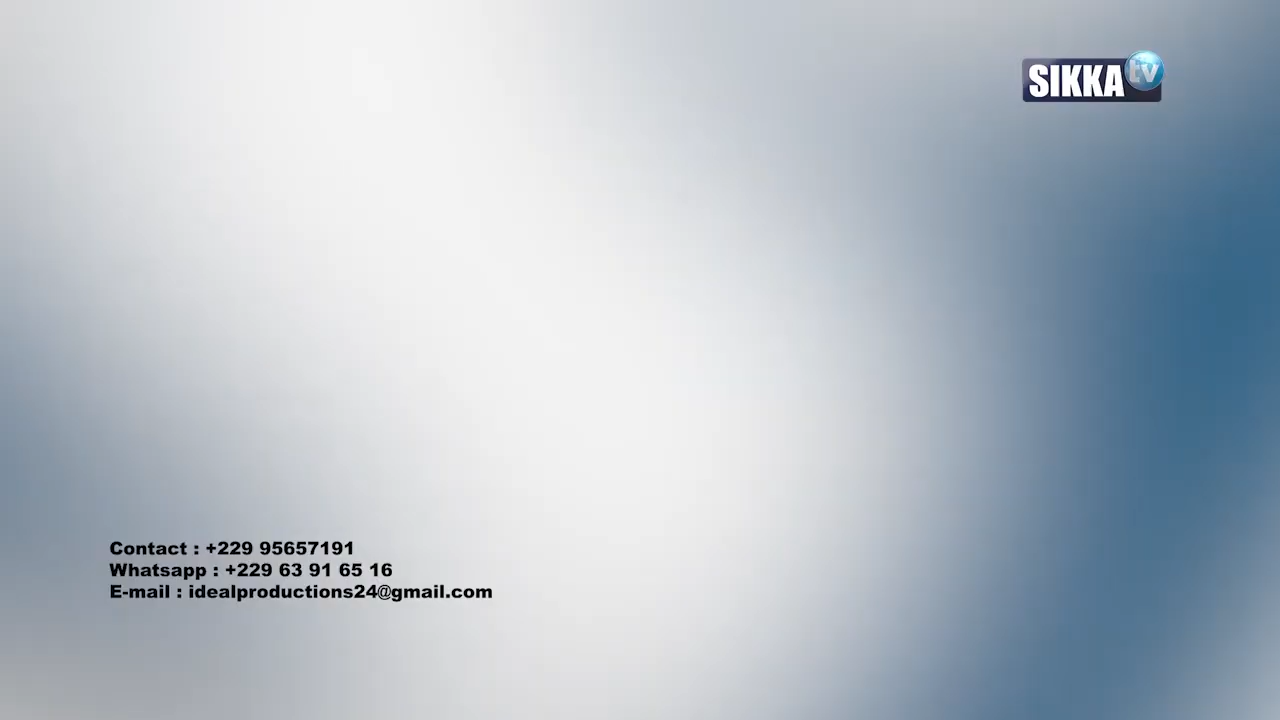 SIKKA tv
Contact : +229 95657191
Whatsapp : +229 63 91 65 16
E-mail : idealproductions24@gmail.com